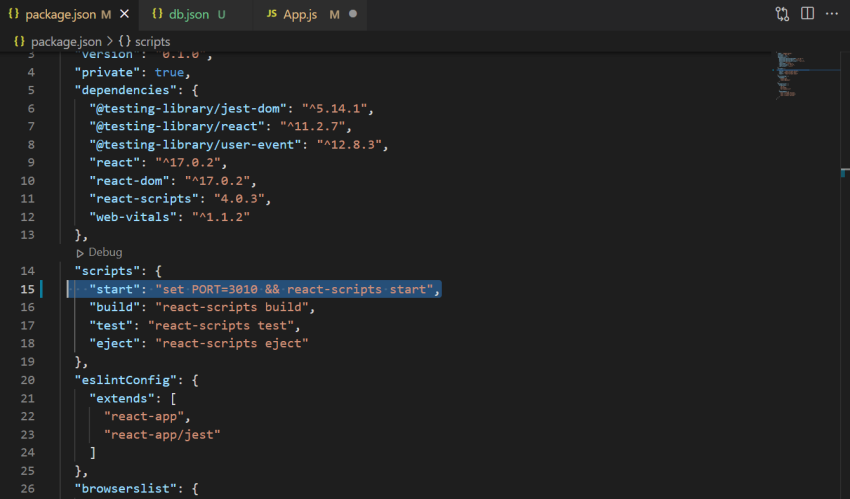 {} package.json M ✕ {} db.json U JS App.js M ●
{} package.json > {} scripts
3 "version": "0.1.0",
4 "private": true,
5 "dependencies": {
6 "@testing-library/jest-dom": "^5.14.1",
7 "@testing-library/react": "^11.2.7",
8 "@testing-library/user-event": "^12.8.3",
9 "react": "^17.0.2",
10 "react-dom": "^17.0.2",
11 "react-scripts": "4.0.3",
12 "web-vitals": "^1.1.2"
13 },
Debug
14 "scripts": {
15 "start": "set PORT=3010 && react-scripts start",
16 "build": "react-scripts build",
17 "test": "react-scripts test",
18 "eject": "react-scripts eject"
19 },
20 "eslintConfig": {
21 "extends": [
22 "react-app",
23 "react-app/jest"
24 ]
25 },
26 "browserslist": {